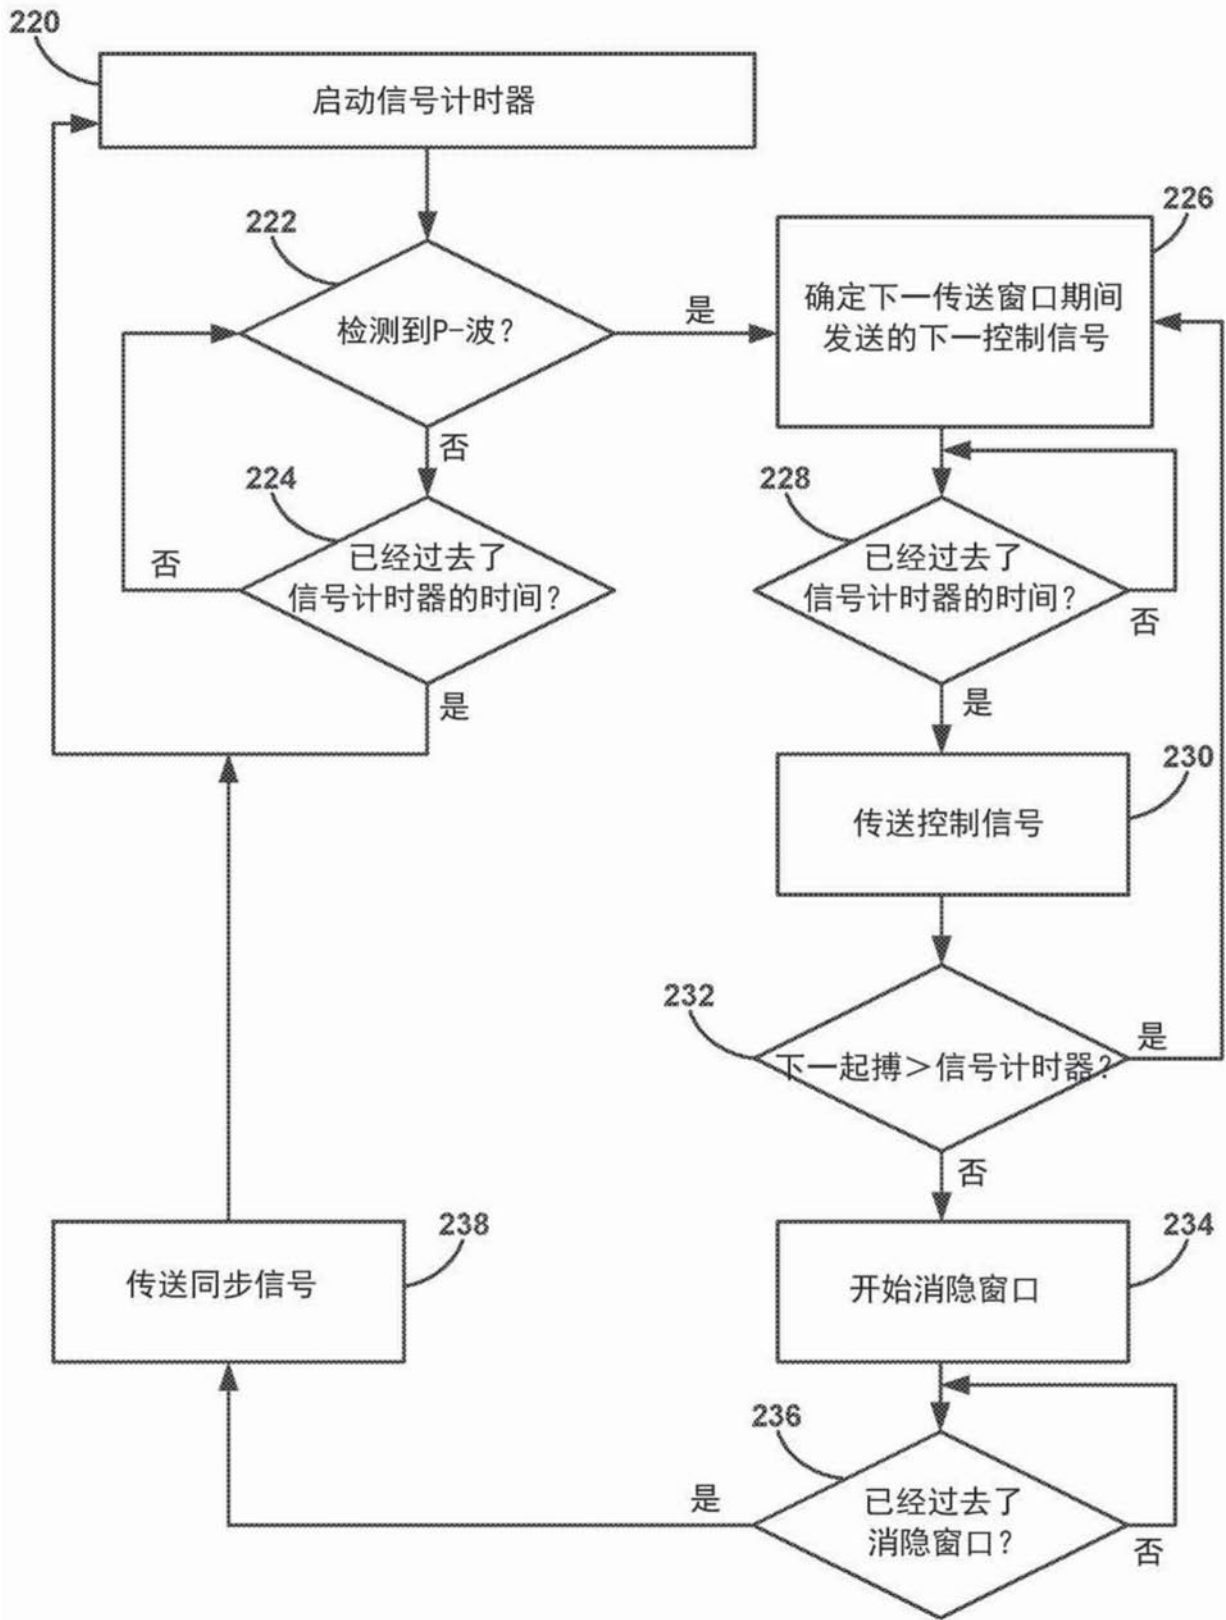 220
启动信号计时器
222
检测到P-波?
是
否
224
已经过去了
信号计时器的时间?
否
是
226
确定下一传送窗口期间
发送的下一控制信号
228
已经过去了
信号计时器的时间?
否
是
230
传送控制信号
232
下一起搏＞信号计时器?
是
否
234
开始消隐窗口
236
已经过去了
消隐窗口?
是
否
238
传送同步信号